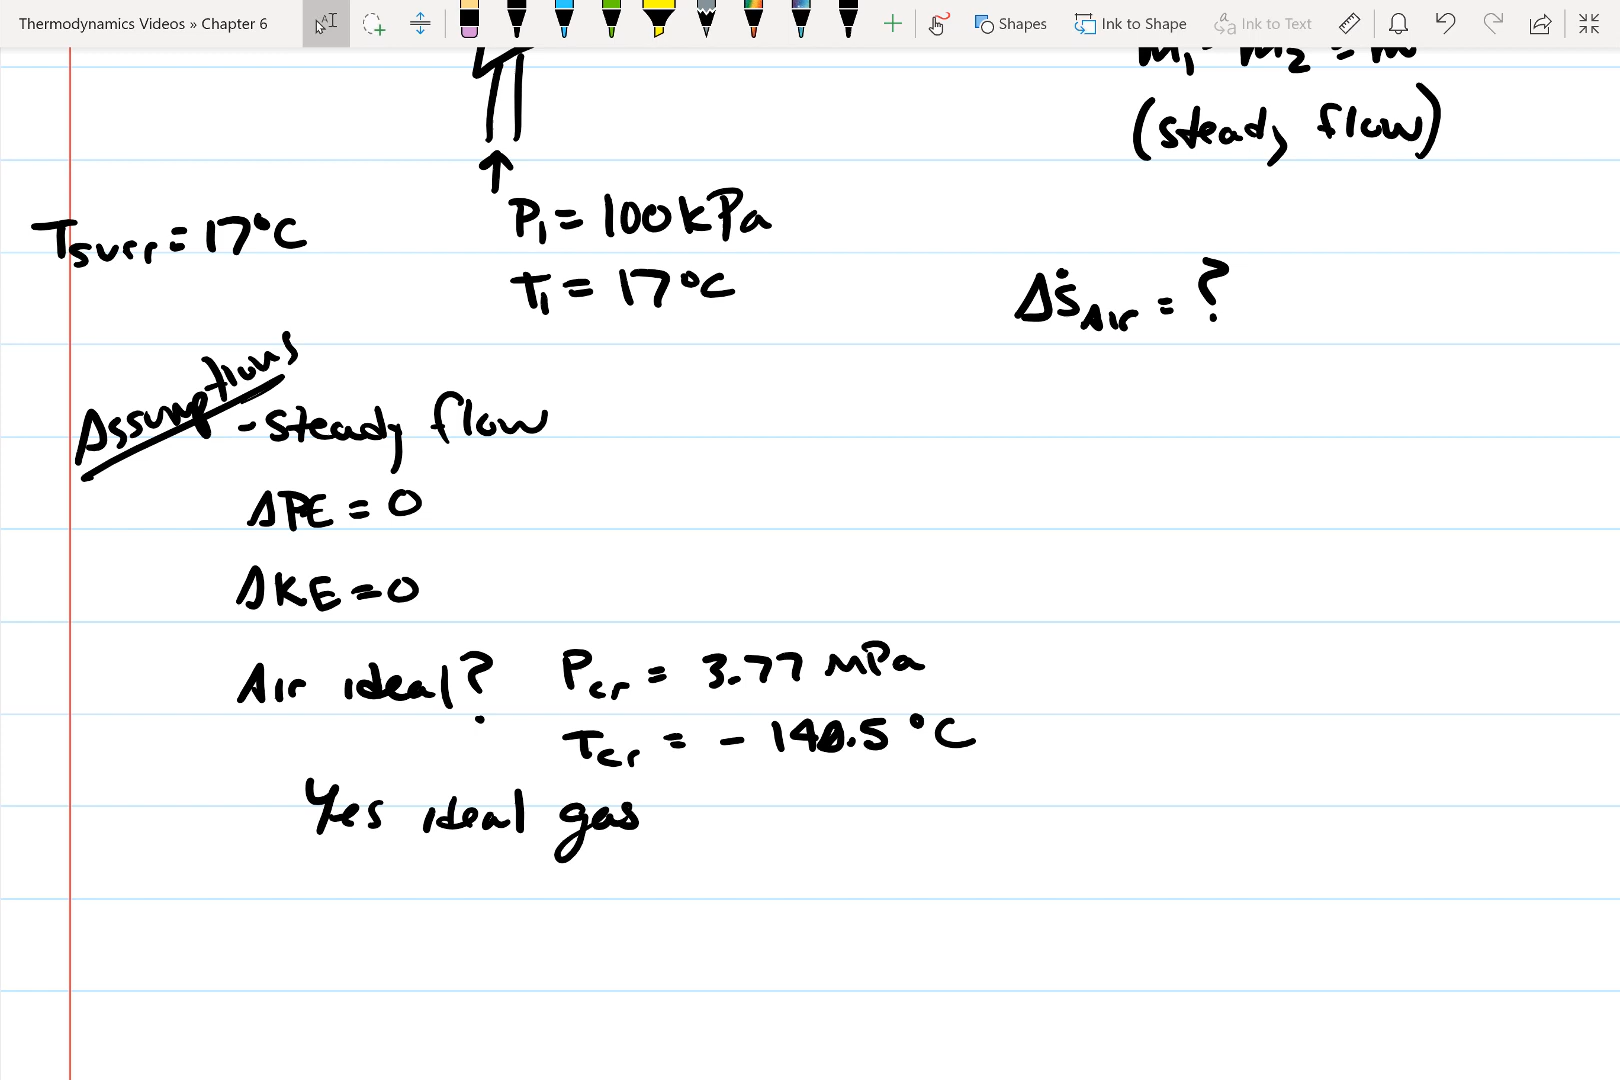 Thermodynamics Videos » Chapter 6
Shapes
Ink to Shape
Ink to Text
ṁ₁ = ṁ₂ = ṁ
(steady flow)
P₁ = 100 kPa
Tsurr = 17°C
T₁ = 17°C
ΔṠAir = ?
Assumptions
- steady flow
ΔPE = 0
ΔKE = 0
Air ideal? Pcr = 3.77 MPa
Tcr = - 140.5 °C
Yes ideal gas